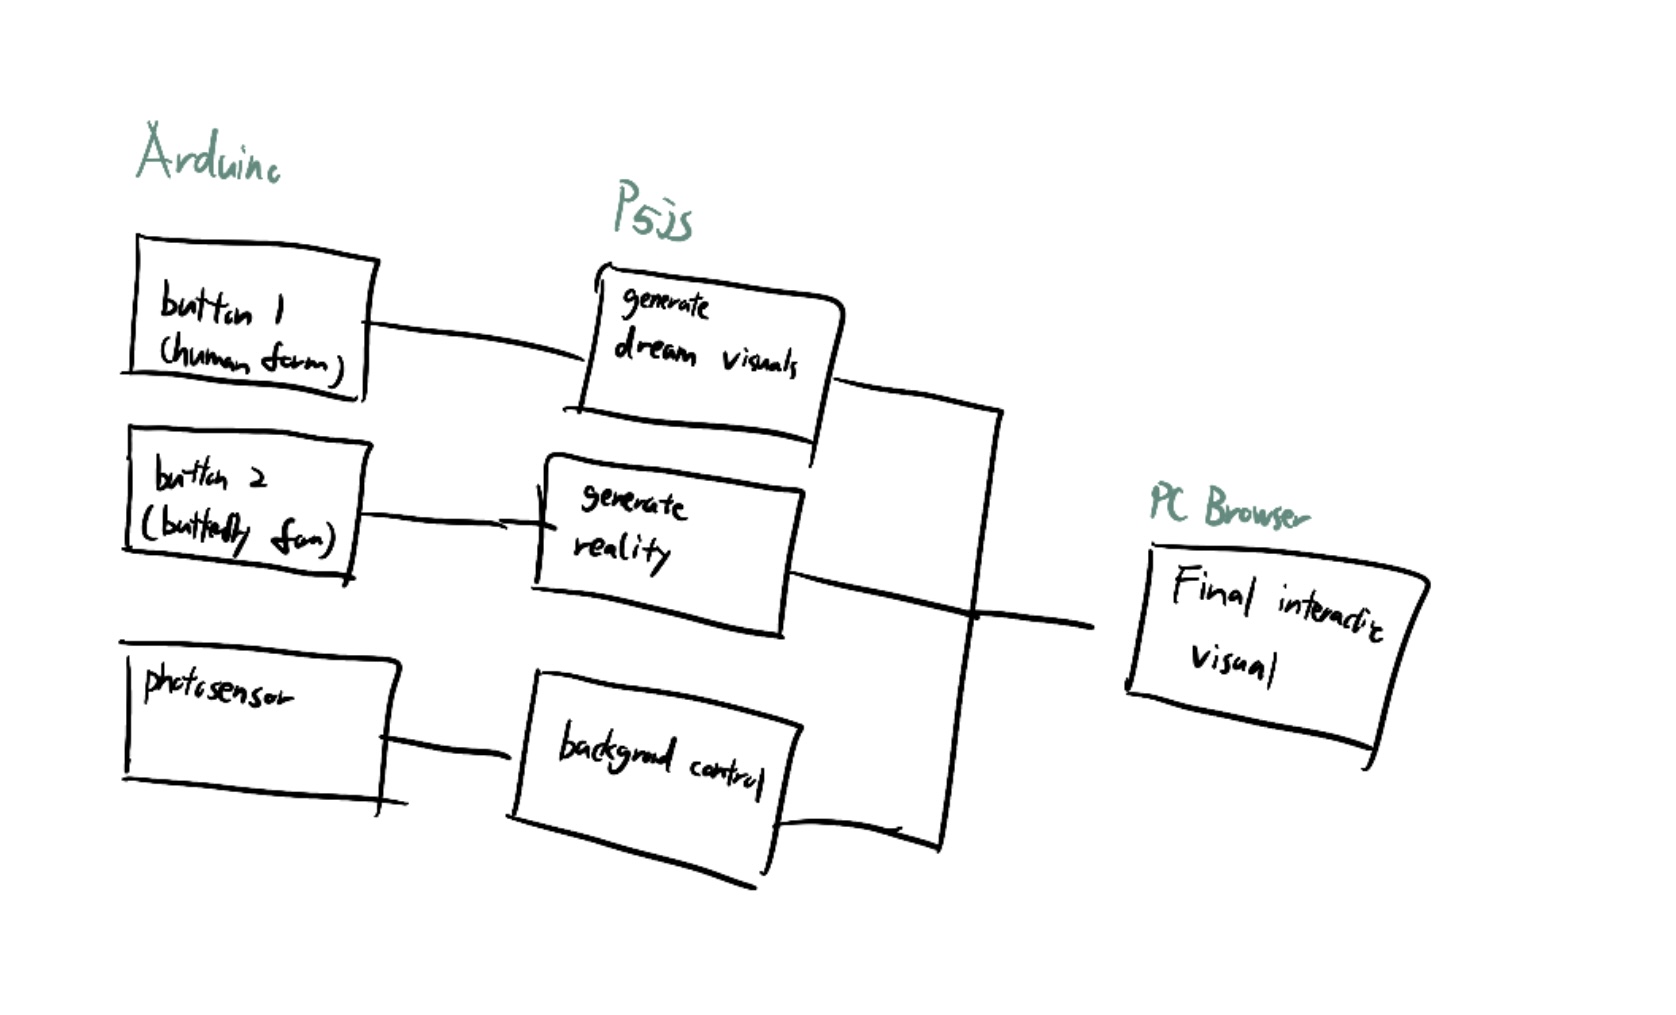 Arduino
button 1
(human form)
button 2
(butterfly form)
photosensor
P5js
generate
dream visuals
generate
reality
backgroud control
PC Browser
Final interactive
visual